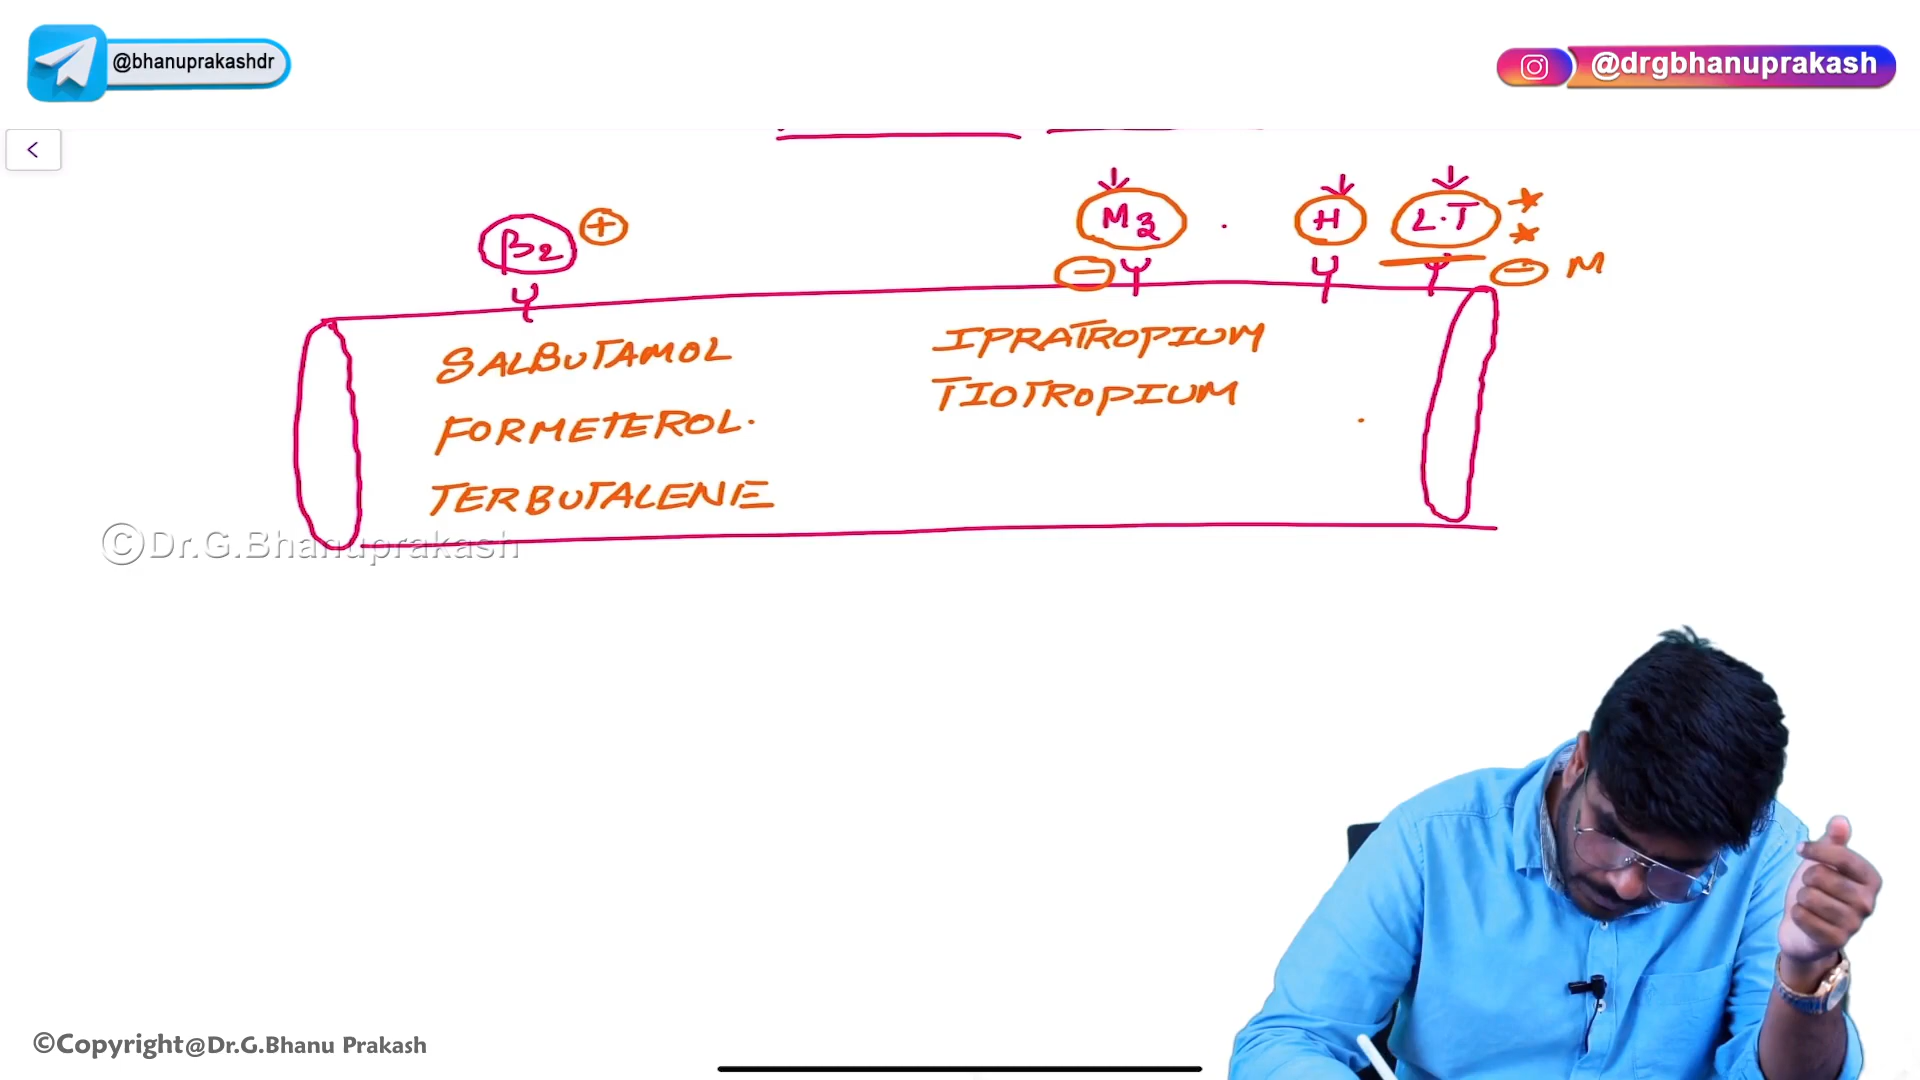 @bhanuprakashdr
@drgbhanuprakash
<
β2 +
M3 H L.T
- - M
SALBUTAMOL
FORMETEROL.
TERBUTALENE
IPRATROPIUM
TIOTROPIUM
©Dr.G.Bhanuprakash
©Copyright@Dr.G.Bhanu Prakash